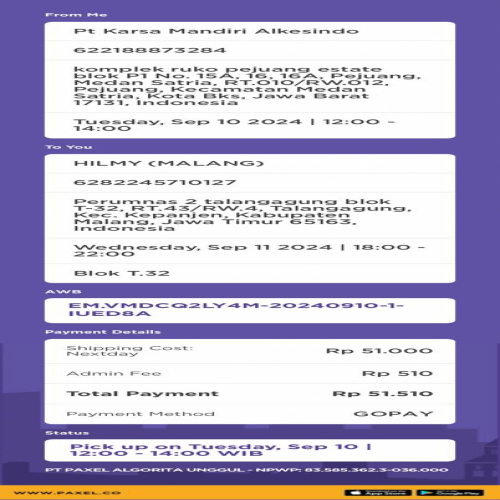 From Me
Pt Karsa Mandiri Alkesindo
622188873284
komplek ruko pejuang estate
blok P1 No. 15A, 16, 16A. Pejuang,
Medan Satria, RT.010/RW.012,
Pejuang, Kecamatan Medan
Satria, Kota Bks, Jawa Barat
17131, Indonesia
Tuesday, Sep 10 2024 | 12:00 -
14:00
To You
HILMY (MALANG)
6282245710127
Perumnas 2 talangagung blok
T-32, RT.43/RW.4, Talangagung,
Kec. Kepanjen, Kabupaten
Malang, Jawa Timur 65163,
Indonesia
Wednesday, Sep 11 2024 | 18:00 -
22:00
Blok T.32
AWB
EM.VMDCQ2LY4M-20240910-1-
IUED8A
Payment Details
Shipping Cost: Rp 51.000
Nextday
Admin Fee Rp 510
Total Payment Rp 51.510
Payment Method GOPAY
Status
Pick up on Tuesday, Sep 10 |
12:00 - 14:00 WIB
PT PAXEL ALGORITA UNGGUL - NPWP: 83.585.362.3-036.000
WWW.PAXEL.CO App Store Google Play